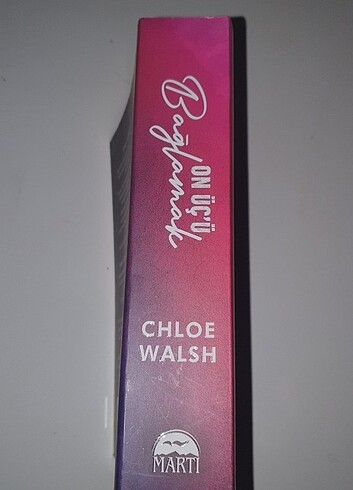 ON ÜÇ'Ü
Bağlamak
CHLOE
WALSH
MARTI